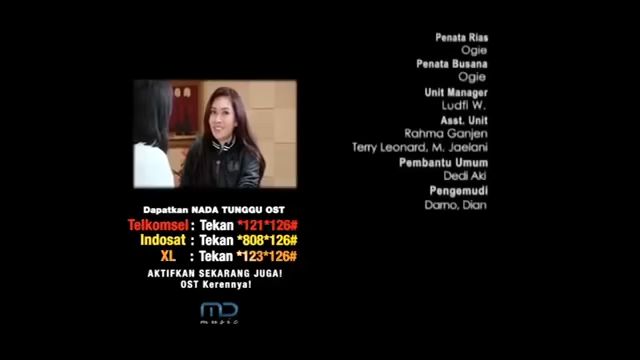 Penata Rias
Ogie
Penata Busana
Ogie
Unit Manager
Ludfi W.
Asst. Unit
Rahma Ganjen
Terry Leonard, M. Jaelani
Pembantu Umum
Dedi Aki
Pengemudi
Darno, Dian
Dapatkan NADA TUNGGU OST
Telkomsel : Tekan *121*126#
Indosat : Tekan *808*126#
XL : Tekan *123*126#
AKTIFKAN SEKARANG JUGA!
OST Kerennya!
MD
music